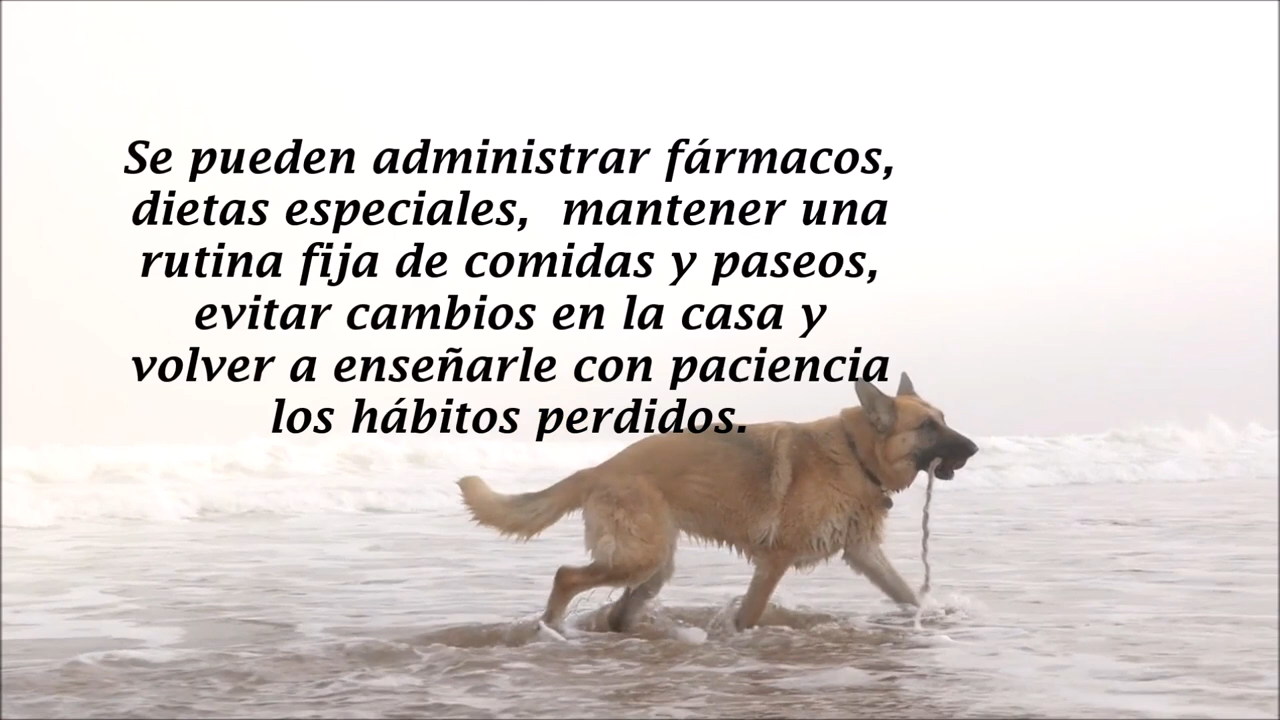 Se pueden administrar fármacos,
dietas especiales,  mantener una
rutina fija de comidas y paseos,
evitar cambios en la casa y
volver a enseñarle con paciencia
los hábitos perdidos.